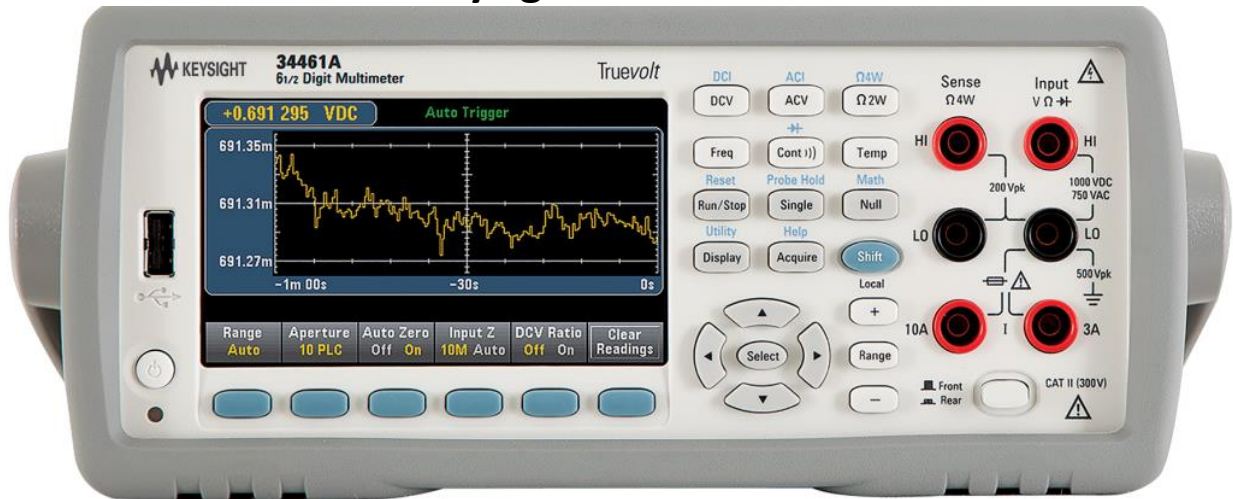 KEYSIGHT
34461A
6½ Digit Multimeter
Truevolt
+0.691 295 VDC
Auto Trigger
691.35m
691.31m
691.27m
-1m 00s
-30s
0s
Range
Auto
Aperture
10 PLC
Auto Zero
Off On
Input Z
10M Auto
DCV Ratio
Off On
Clear
Readings
DCI
DCV
ACI
ACV
Ω4W
Ω2W
Freq
Cont
Temp
Reset
Run/Stop
Probe Hold
Single
Math
Null
Utility
Display
Help
Acquire
Shift
Local
+
Select
Range
−
Sense
Ω4W
Input
V Ω
HI
HI
200 Vpk
1000 VDC
750 VAC
LO
LO
500 Vpk
10A
I
3A
Front
Rear
CAT II (300V)